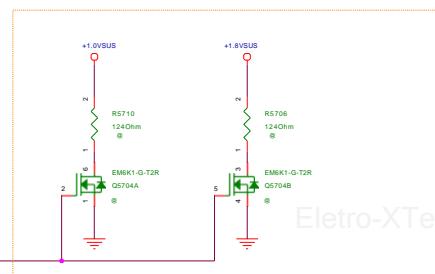 +1.0VSUS
+1.8VSUS
2
R5710
124Ohm
@
1
2
R5706
124Ohm
@
1
6
EM6K1-G-T2R
2
Q5704A
@
1
3
EM6K1-G-T2R
5
Q5704B
@
4
Eletro-XTe